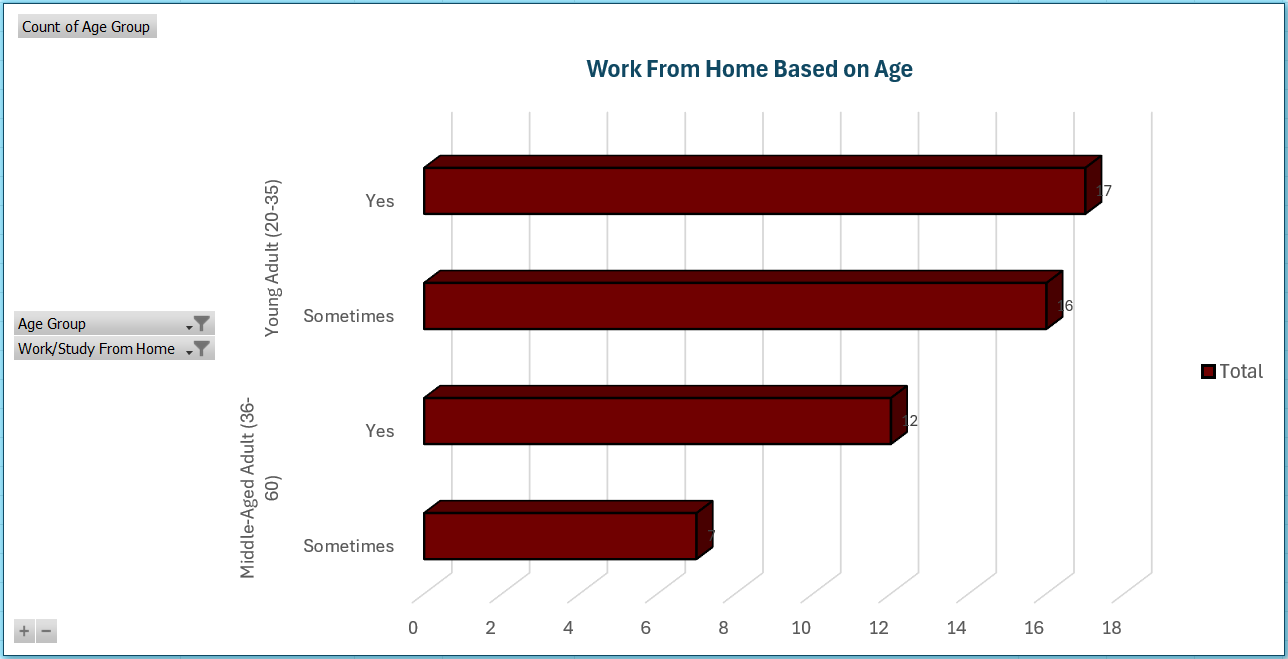 Count of Age Group
Work From Home Based on Age
Young Adult (20-35)
Yes
17
Sometimes
16
Age Group
Work/Study From Home
Total
Middle-Aged Adult (36-
60)
Yes
12
Sometimes
7
0 2 4 6 8 10 12 14 16 18
+ −